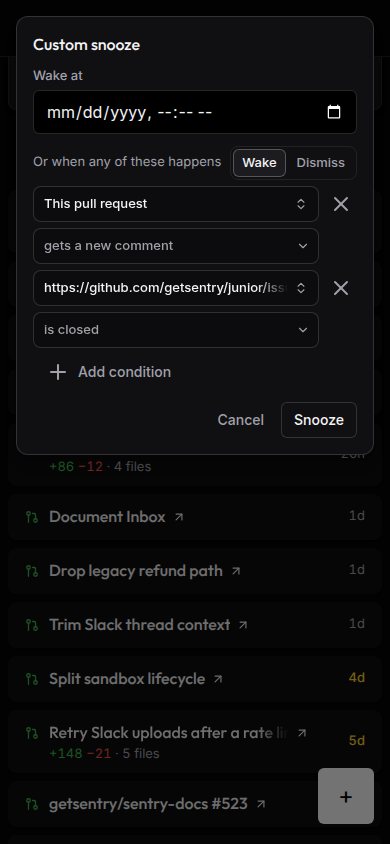 Custom snooze
Wake at
mm/dd/yyyy, --:-- --
Or when any of these happens Wake Dismiss
This pull request
gets a new comment
https://github.com/getsentry/junior/iss
is closed
Add condition
Cancel Snooze
+86 −12 · 4 files
Document Inbox 1d
Drop legacy refund path 1d
Trim Slack thread context 1d
Split sandbox lifecycle 4d
Retry Slack uploads after a rate 5d
+148 −21 · 5 files
getsentry/sentry-docs #523
+